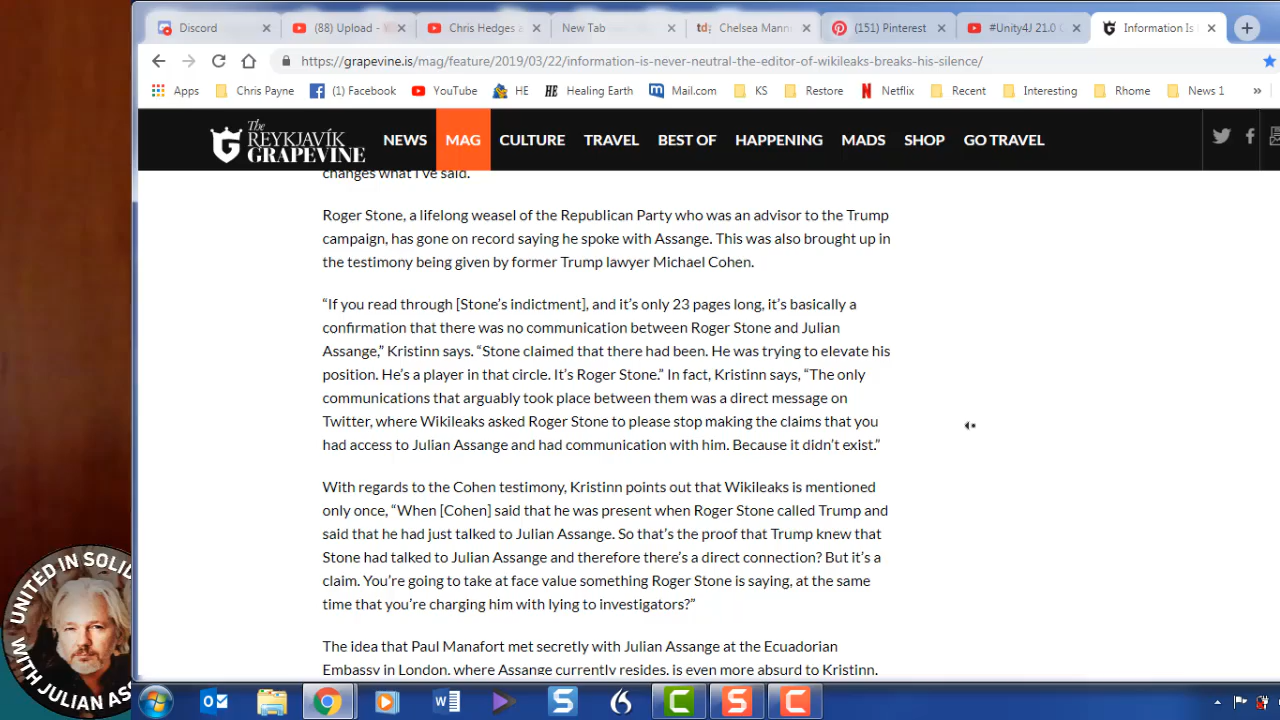 Discord
(88) Upload -
Chris Hedges a
New Tab
td: Chelsea Mann
(151) Pinterest
#Unity4J 21.0
Information Is
https://grapevine.is/mag/feature/2019/03/22/information-is-never-neutral-the-editor-of-wikileaks-breaks-his-silence/
Apps Chris Payne (1) Facebook YouTube HE HE Healing Earth Mail.com KS Restore Netflix Recent Interesting Rhome News 1 »
The REYKJAVÍK GRAPEVINE
NEWS MAG CULTURE TRAVEL BEST OF HAPPENING MADS SHOP GO TRAVEL
changes what I've said.
Roger Stone, a lifelong weasel of the Republican Party who was an advisor to the Trump
campaign, has gone on record saying he spoke with Assange. This was also brought up in
the testimony being given by former Trump lawyer Michael Cohen.
“If you read through [Stone’s indictment], and it’s only 23 pages long, it’s basically a
confirmation that there was no communication between Roger Stone and Julian
Assange,” Kristinn says. “Stone claimed that there had been. He was trying to elevate his
position. He’s a player in that circle. It’s Roger Stone.” In fact, Kristinn says, “The only
communications that arguably took place between them was a direct message on
Twitter, where Wikileaks asked Roger Stone to please stop making the claims that you
had access to Julian Assange and had communication with him. Because it didn’t exist.”
With regards to the Cohen testimony, Kristinn points out that Wikileaks is mentioned
only once, “When [Cohen] said that he was present when Roger Stone called Trump and
said that he had just talked to Julian Assange. So that’s the proof that Trump knew that
Stone had talked to Julian Assange and therefore there’s a direct connection? But it’s a
claim. You’re going to take at face value something Roger Stone is saying, at the same
time that you’re charging him with lying to investigators?”
The idea that Paul Manafort met secretly with Julian Assange at the Ecuadorian
Embassy in London, where Assange currently resides, is even more absurd to Kristinn.
UNITED IN SOLID
WITH JULIAN ASS